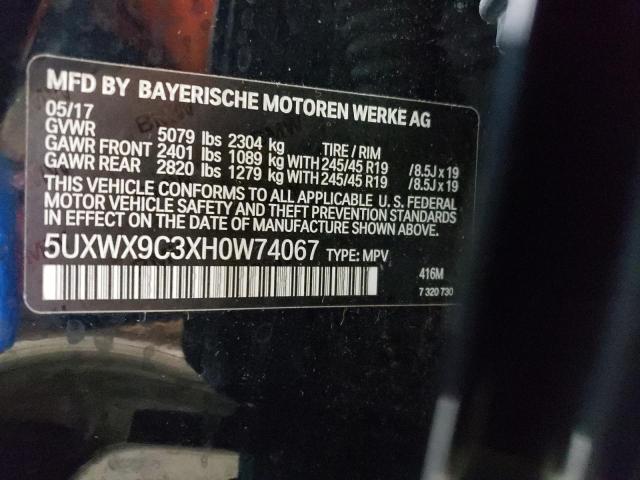 MFD BY BAYERISCHE MOTOREN WERKE AG
05/17
GVWR 5079 lbs 2304 kg TIRE / RIM
GAWR FRONT 2401 lbs 1089 kg WITH 245/45 R19 /8.5J x 19
GAWR REAR 2820 lbs 1279 kg WITH 245/45 R19 /8.5J x 19
THIS VEHICLE CONFORMS TO ALL APPLICABLE U. S. FEDERAL
MOTOR VEHICLE SAFETY AND THEFT PREVENTION STANDARDS
IN EFFECT ON THE DATE OF MANUFACTURE SHOWN ABOVE
5UXWX9C3XH0W74067 TYPE: MPV
416M
7 320 730